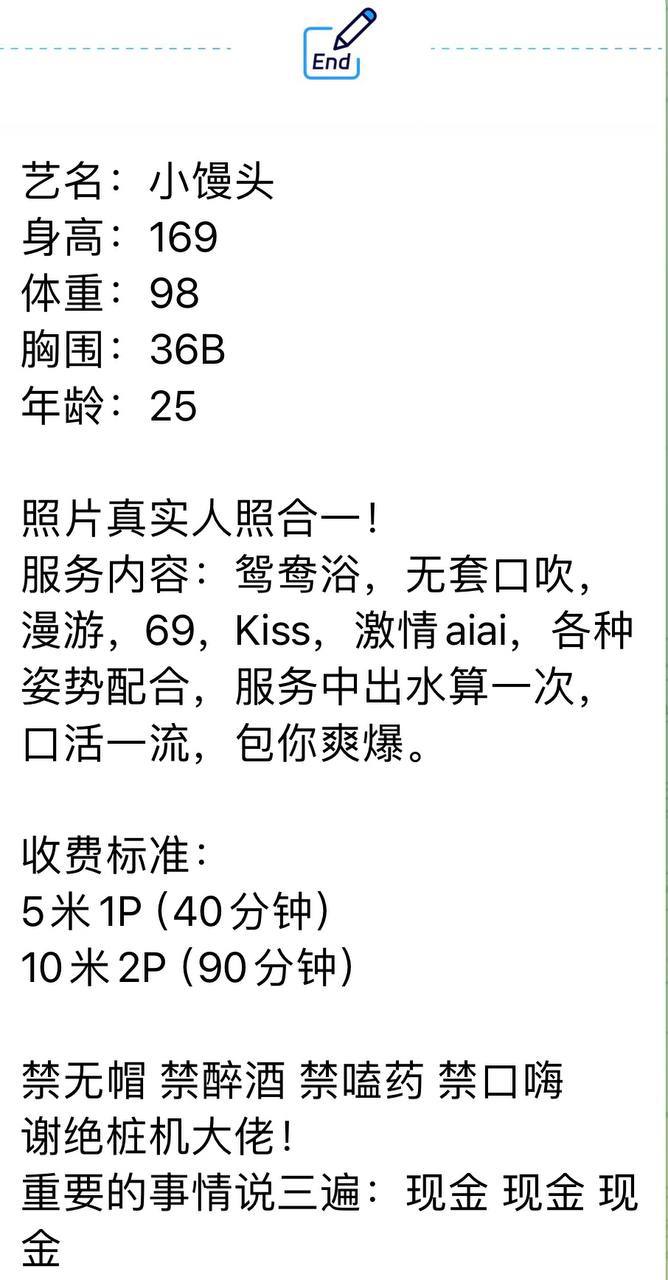 End
艺名：小馒头
身高：169
体重：98
胸围：36B
年龄：25
照片真实人照合一！
服务内容：鸳鸯浴，无套口吹，
漫游，69，Kiss，激情aiai，各种
姿势配合，服务中出水算一次，
口活一流，包你爽爆。
收费标准：
5米1P（40分钟）
10米2P（90分钟）
禁无帽 禁醉酒 禁嗑药 禁口嗨
谢绝桩机大佬！
重要的事情说三遍：现金 现金 现
金